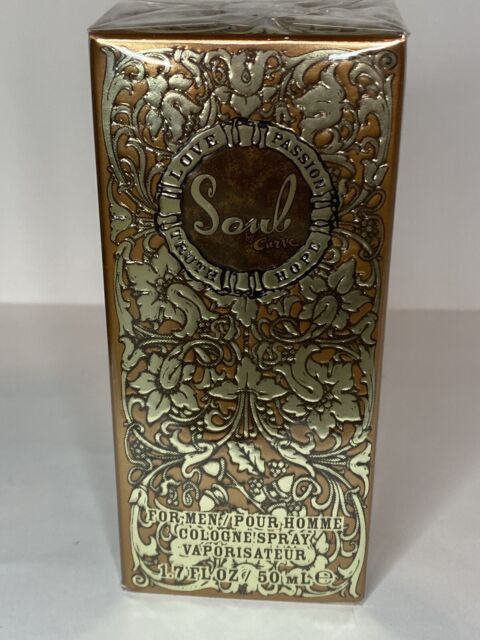 LOVE
PASSION
Soul
by Curve
TRUTH
HOPE
FOR MEN // POUR HOMME
COLOGNE SPRAY
VAPORISATEUR
1.7 FL OZ / 50 mL ℮